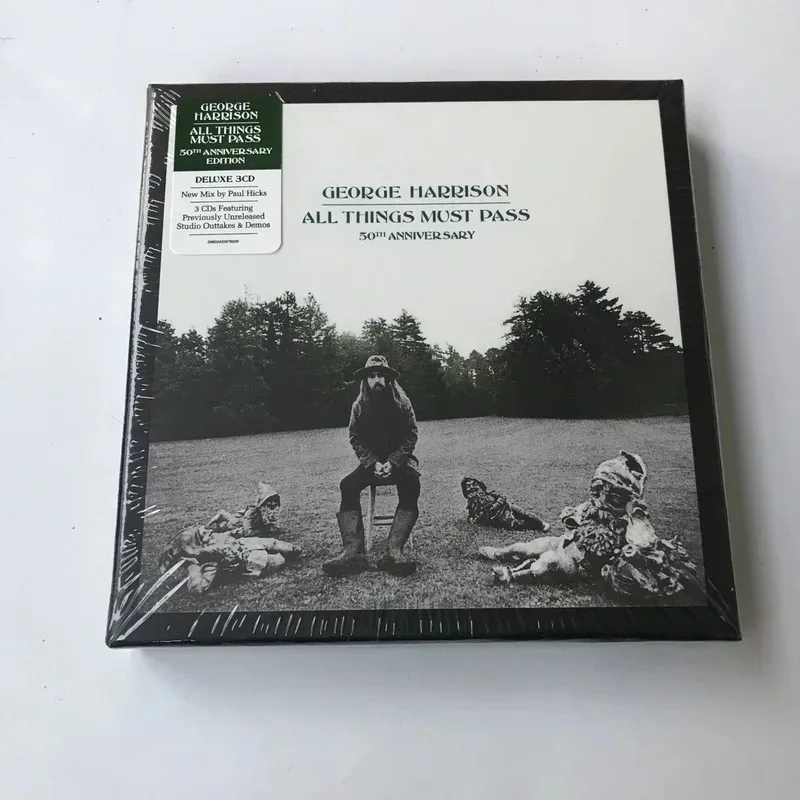 GEORGE
HARRISON
ALL THINGS
MUST PASS
50TH ANNIVERSARY
EDITION
DELUXE 3CD
New Mix by Paul Hicks
3 CDs Featuring
Previously Unreleased
Studio Outtakes & Demos
GEORGE HARRISON
ALL THINGS MUST PASS
50TH ANNIVERSARY